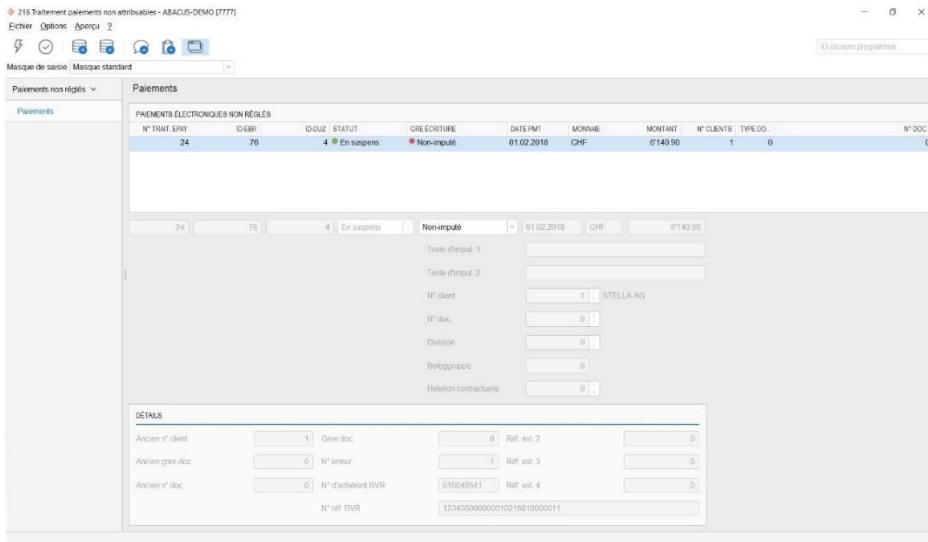 216 Traitement paiements non attribuables - ABACUS-DEMO [7777]
Fichier Options Aperçu ?
ID ou nom programme
Masque de saisie Masque standard
Paiements non réglés
Paiements
Paiements
PAIEMENTS ÉLECTRONIQUES NON RÉGLÉS
N° TRAIT. EPAY ID-EBR ID-DUZ STATUT GRE ÉCRITURE DATE PMT MONNAIE MONTANT N° CLIENTS TYPE DO... N° DOC.
24 76 4 En suspens Non-imputé 01.02.2018 CHF 6'140.90 1 0 0
24 76 4 En suspens Non-imputé 01.02.2018 CHF 6'140.90
Texte d'imput. 1
Texte d'imput. 2
N° client 1 STELLA AG
N° doc. 0
Division 0
Beleggruppe 0
Relation contractuelle 0
DÉTAILS
Ancien n° client 1 Gnre doc. 0 Réf. ext. 2 0
Ancien gnre doc. 0 N° erreur 1 Réf. ext. 3 0
Ancien n° doc. 0 N° d'adhérent BVR 010049541 Réf. ext. 4 0
N° réf. BVR